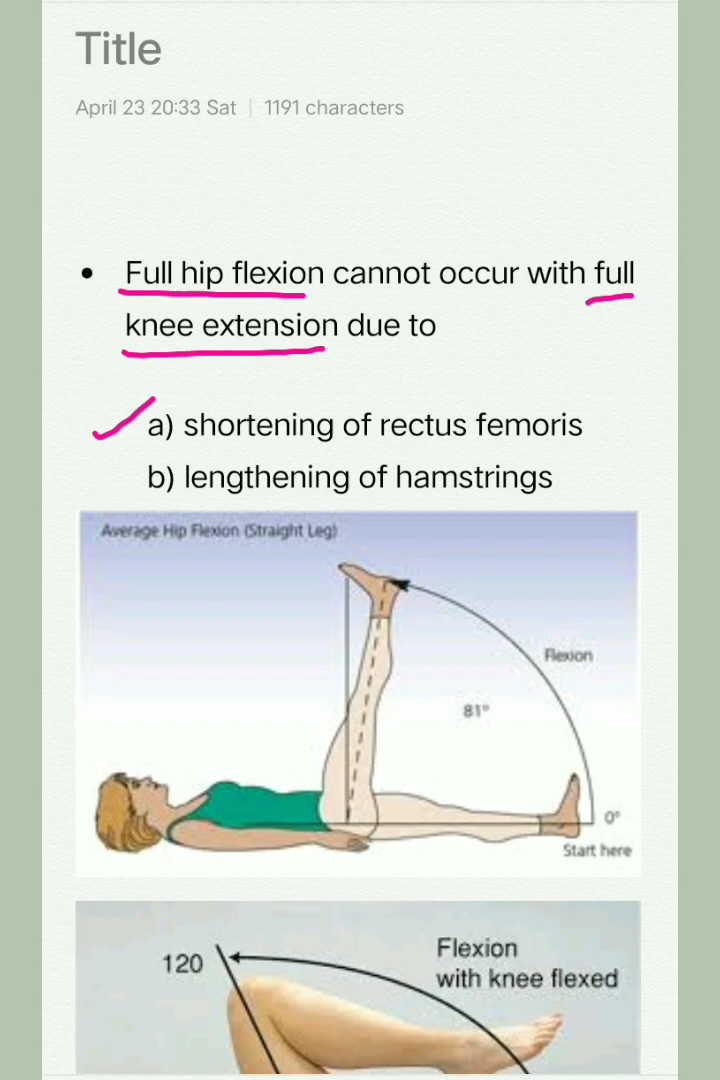 Title
April 23 20:33 Sat | 1191 characters
• Full hip flexion cannot occur with full
knee extension due to
a) shortening of rectus femoris
b) lengthening of hamstrings
Average Hip Flexion (Straight Leg)
Flexion
81°
0°
Start here
120
Flexion
with knee flexed